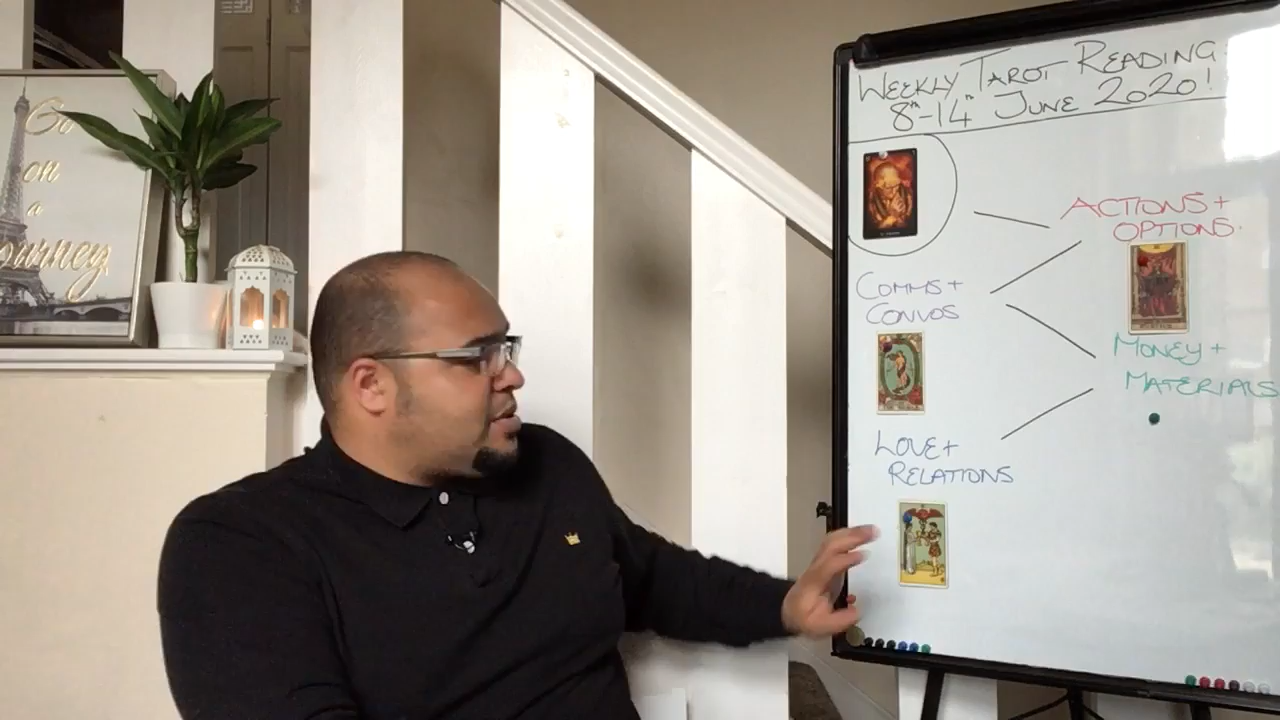 Go
on
a
Journey
WEEKLY TAROT READING
8th-14th JUNE 2020!
ACTIONS +
OPTIONS.
COMMS +
CONVOS
MONEY +
MATERIALS
LOVE +
RELATIONS